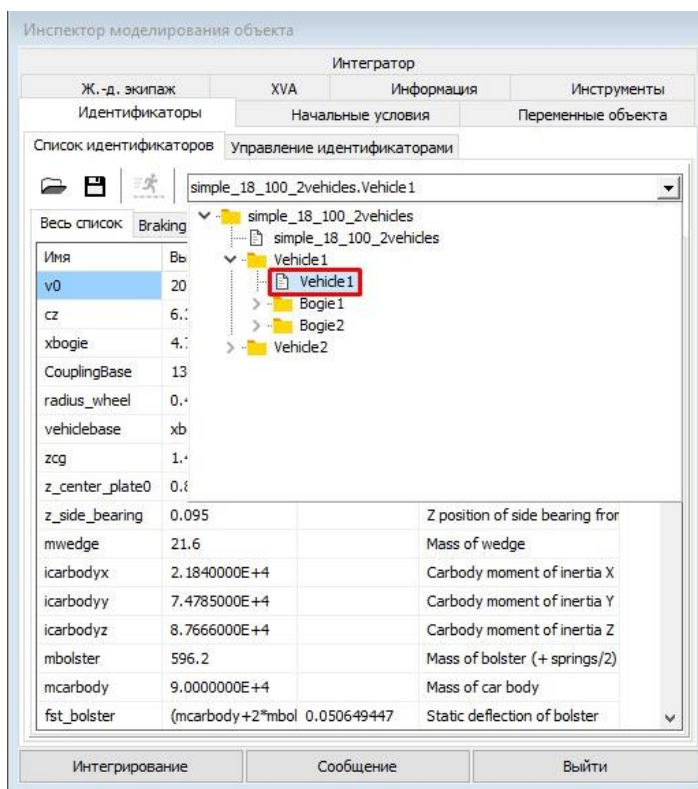 Инспектор моделирования объекта
Интегратор
Ж.-д. экипаж XVA Информация Инструменты
Идентификаторы Начальные условия Переменные объекта
Список идентификаторов Управление идентификаторами
simple_18_100_2vehicles.Vehicle1
Весь список Braking
simple_18_100_2vehicles
simple_18_100_2vehicles
Vehicle1
Vehicle1
Bogie1
Bogie2
Vehicle2
Имя
v0 20
cz
xbogie
CouplingBase 13
radius_wheel
vehiclebase xb
zcg
z_center_plate0
z_side_bearing 0.095 Z position of side bearing
mwedge 21.6 Mass of wedge
icarbodyx 2.1840000E+4 Carbody moment of inertia X
icarbodyy 7.4785000E+4 Carbody moment of inertia Y
icarbodyz 8.7666000E+4 Carbody moment of inertia Z
mbolster 596.2 Mass of bolster (+ springs/2)
mcarbody 9.0000000E+4 Mass of car body
fst_bolster (mcarbody+2*mbol 0.050649447 Static deflection of bolster
Интегрирование Сообщение Выйти